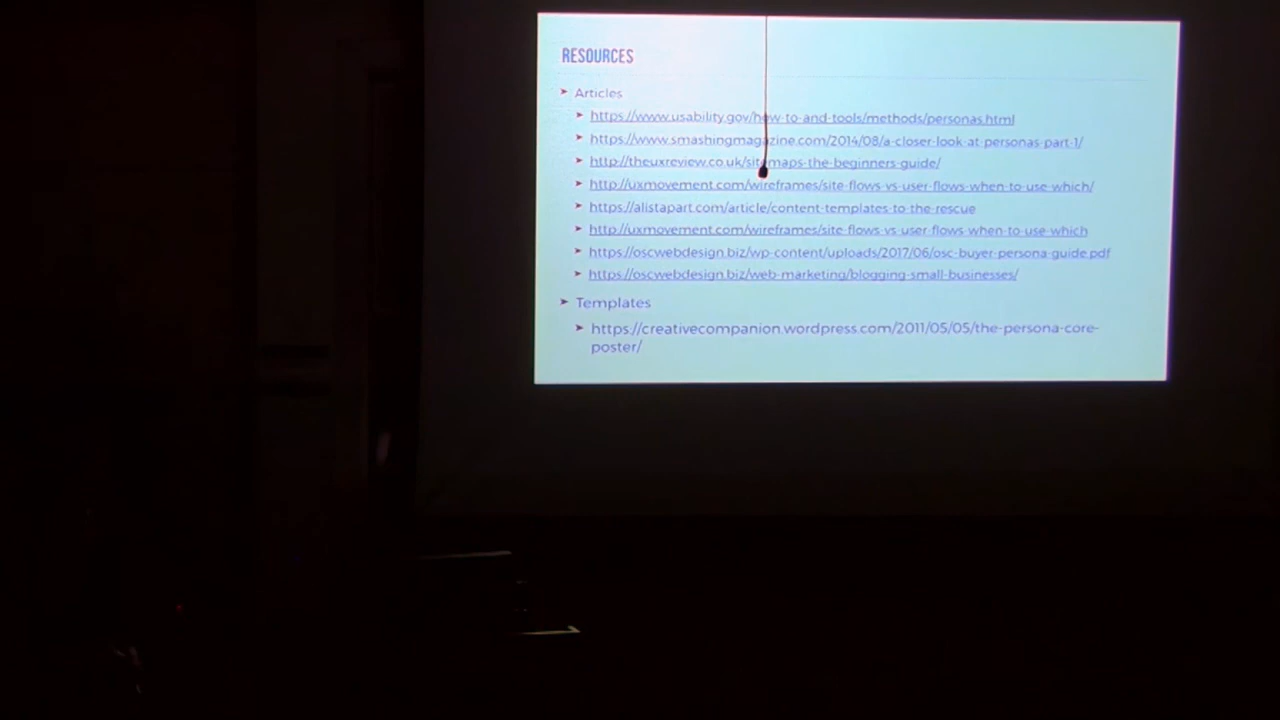 RESOURCES
Articles
https://www.usability.gov/how-to-and-tools/methods/personas.html
https://www.smashingmagazine.com/2014/08/a-closer-look-at-personas-part-1/
http://theuxreview.co.uk/sitemaps-the-beginners-guide/
http://uxmovement.com/wireframes/site-flows-vs-user-flows-when-to-use-which/
https://alistapart.com/article/content-templates-to-the-rescue
http://uxmovement.com/wireframes/site-flows-vs-user-flows-when-to-use-which
https://oscwebdesign.biz/wp-content/uploads/2017/06/osc-buyer-persona-guide.pdf
https://oscwebdesign.biz/web-marketing/blogging-small-businesses/
Templates
https://creativecompanion.wordpress.com/2011/05/05/the-persona-core-
poster/